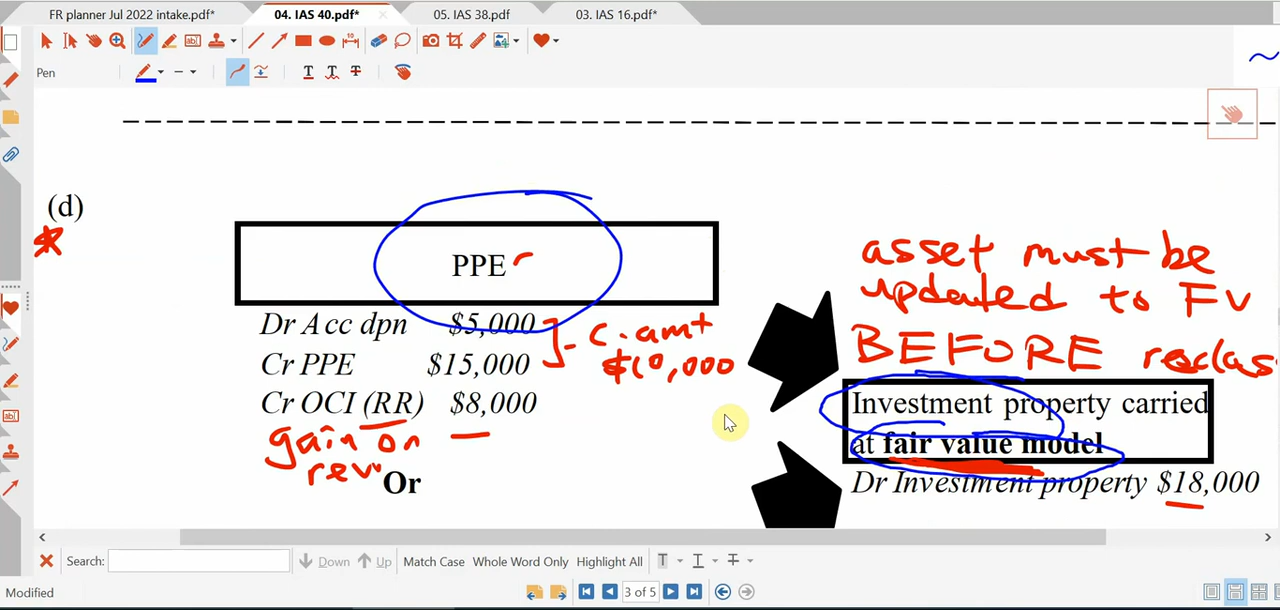 FR planner Jul 2022 intake.pdf* 04. IAS 40.pdf* 05. IAS 38.pdf 03. IAS 16.pdf*
Pen
(d)
PPE
Dr Acc dpn $5,000
Cr PPE $15,000
Cr OCI (RR) $8,000
C.amt
$10,000
gain on
rev
Or
asset must be
updated to FV
BEFORE reclas
Investment property carried
at fair value model
Dr Investment property $18,000
Search: Down Up Match Case Whole Word Only Highlight All
Modified 3 of 5